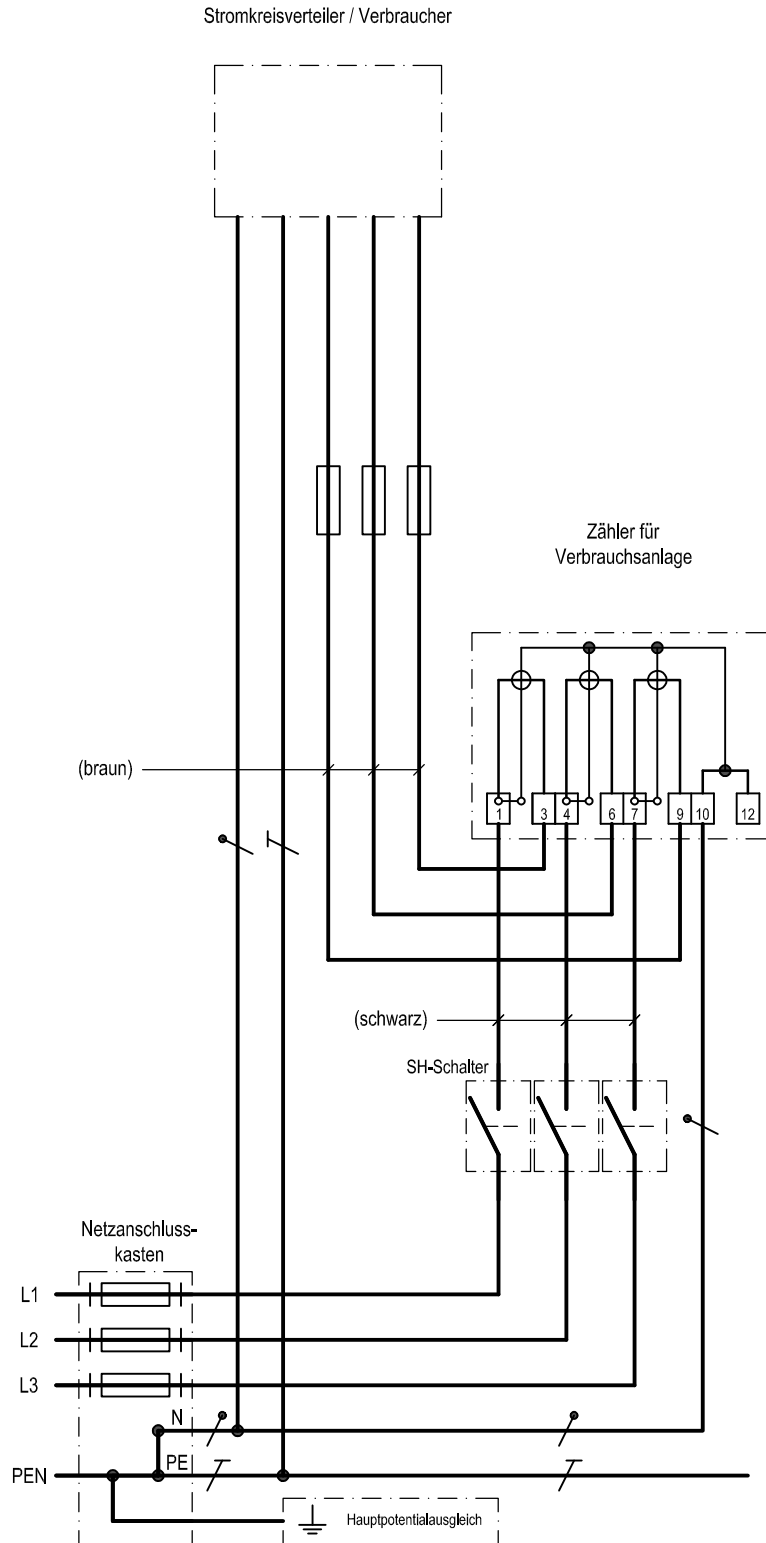 Stromkreisverteiler / Verbraucher
Zähler für
Verbrauchsanlage
(braun)
1 3 4 6 7 9 10 12
(schwarz)
SH-Schalter
Netzanschluss-
kasten
L1
L2
L3
N
PE
PEN
Hauptpotentialausgleich